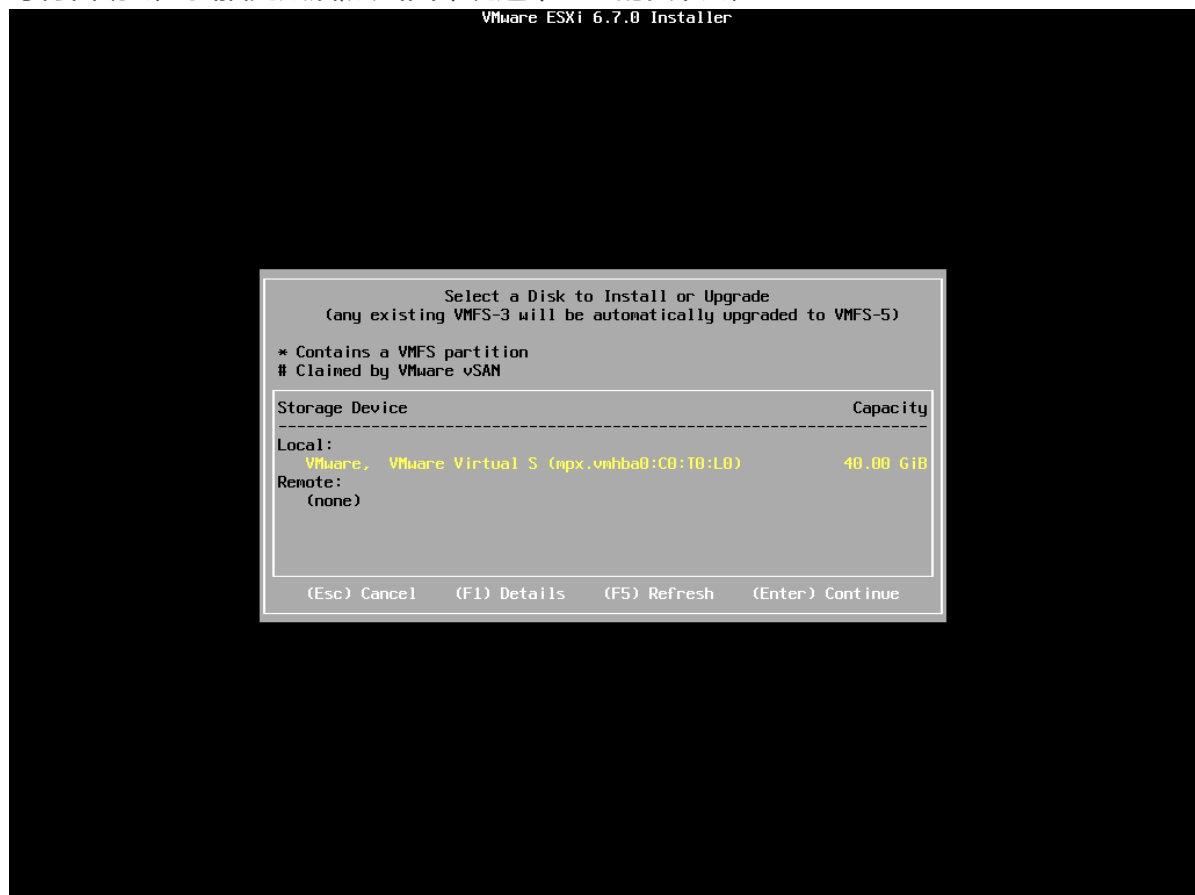 VMware ESXi 6.7.0 Installer
Select a Disk to Install or Upgrade
(any existing VMFS-3 will be automatically upgraded to VMFS-5)
* Contains a VMFS partition
# Claimed by VMware vSAN
Storage Device Capacity
Local:
VMware, VMware Virtual S (mpx.vmhba0:C0:T0:L0) 40.00 GiB
Remote:
(none)
(Esc) Cancel (F1) Details (F5) Refresh (Enter) Continue